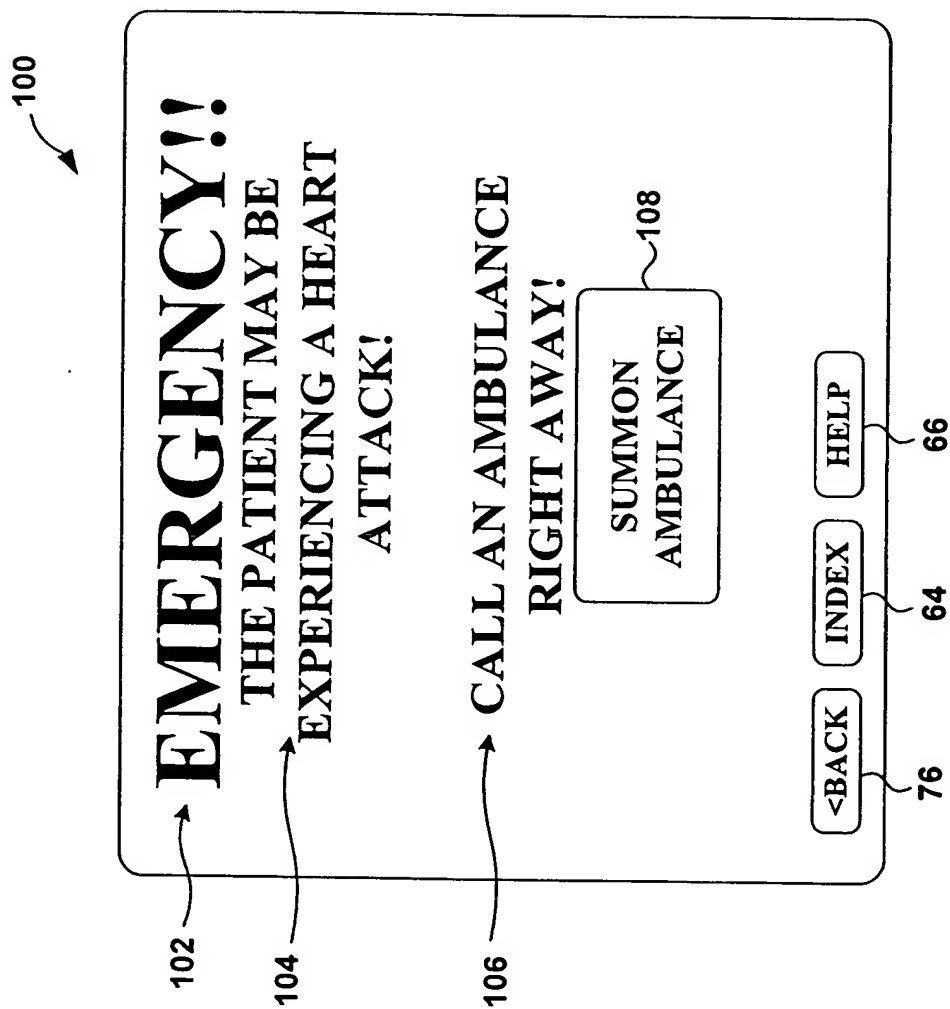 100
102
EMERGENCY!!
THE PATIENT MAY BE
104
EXPERIENCING A HEART
ATTACK!
106
CALL AN AMBULANCE
RIGHT AWAY!
108
SUMMON
AMBULANCE
<BACK
INDEX
HELP
76
64
66